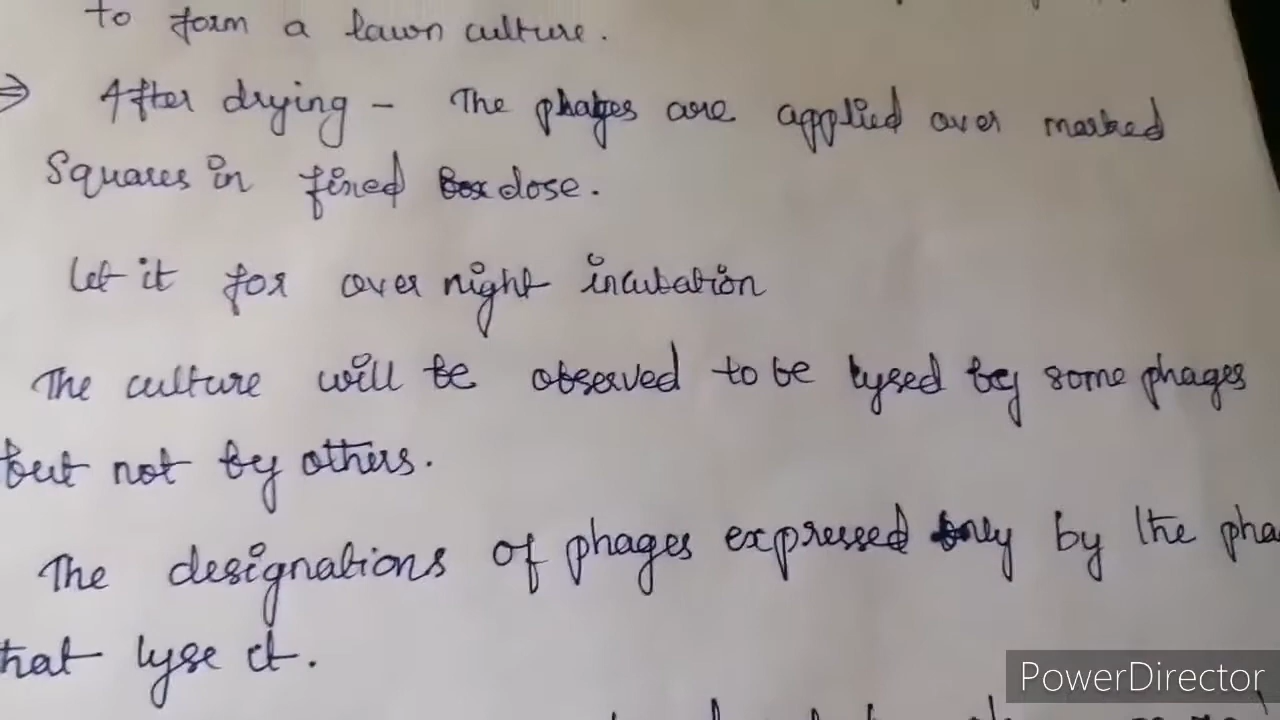 to form a lawn culture.
⇒ After drying - The phages are applied over marked
Squares in fixed dose.
let it for over night incubation
The culture will be observed to be lysed by some phages
but not by others.
The designations of phages expressed only by the pha
that lyse it.
PowerDirector